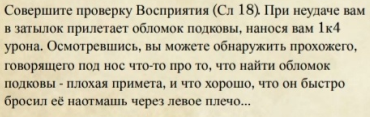 Совершите проверку Восприятия (Сл 18). При неудаче вам
в затылок прилетает обломок подковы, нанося вам 1к4
урона. Осмотревшись, вы можете обнаружить прохожего,
говорящего под нос что-то про то, что найти обломок
подковы - плохая примета, и что хорошо, что он быстро
бросил её наотмашь через левое плечо...